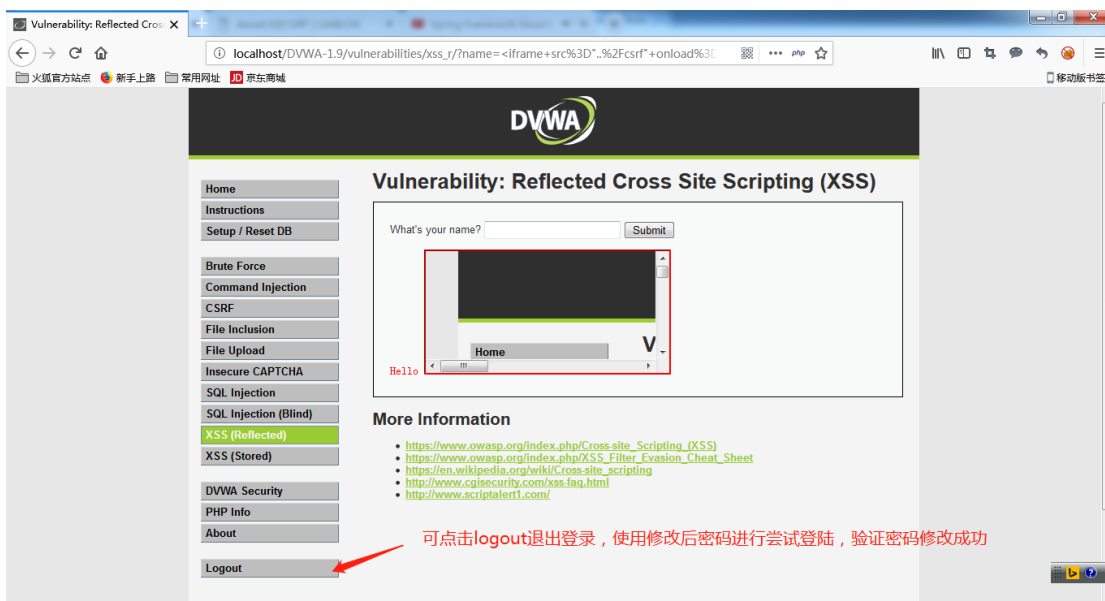 Vulnerability: Reflected Cros
localhost/DVWA-1.9/vulnerabilities/xss_r/?name=<iframe+src%3D"..%2Fcsrf"+onload%3D
php
火狐官方站点 新手上路 常用网址 JD 京东商城 移动版书签
DVWA
Home
Instructions
Setup / Reset DB
Brute Force
Command Injection
CSRF
File Inclusion
File Upload
Insecure CAPTCHA
SQL Injection
SQL Injection (Blind)
XSS (Reflected)
XSS (Stored)
DVWA Security
PHP Info
About
Logout
Vulnerability: Reflected Cross Site Scripting (XSS)
What's your name? Submit
Home V
Hello
More Information
https://www.owasp.org/index.php/Cross-site_Scripting_(XSS)
https://www.owasp.org/index.php/XSS_Filter_Evasion_Cheat_Sheet
https://en.wikipedia.org/wiki/Cross-site_scripting
http://www.cgisecurity.com/xss-faq.html
http://www.scriptalert1.com/
可点击logout退出登录，使用修改后密码进行尝试登陆，验证密码修改成功